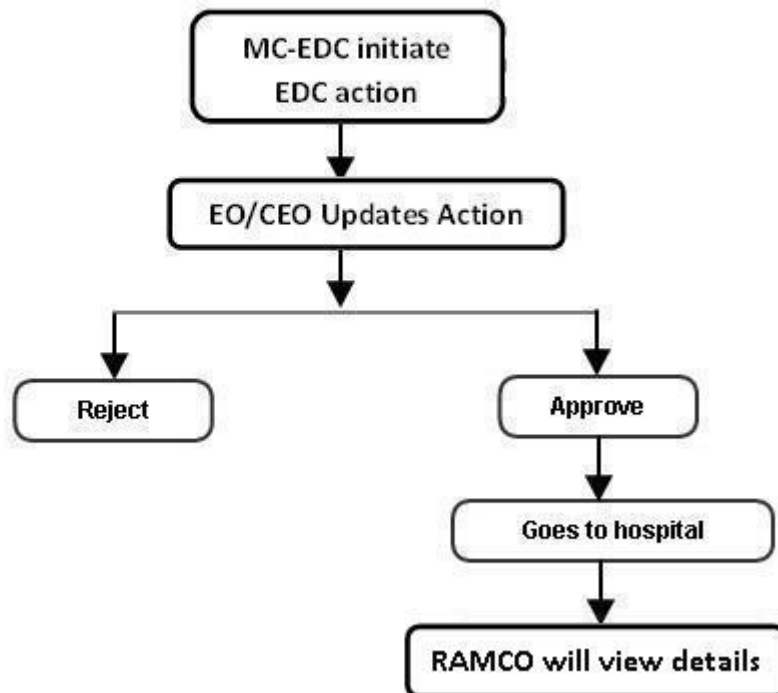 MC-EDC initiate
EDC action
EO/CEO Updates Action
Reject
Approve
Goes to hospital
RAMCO will view details